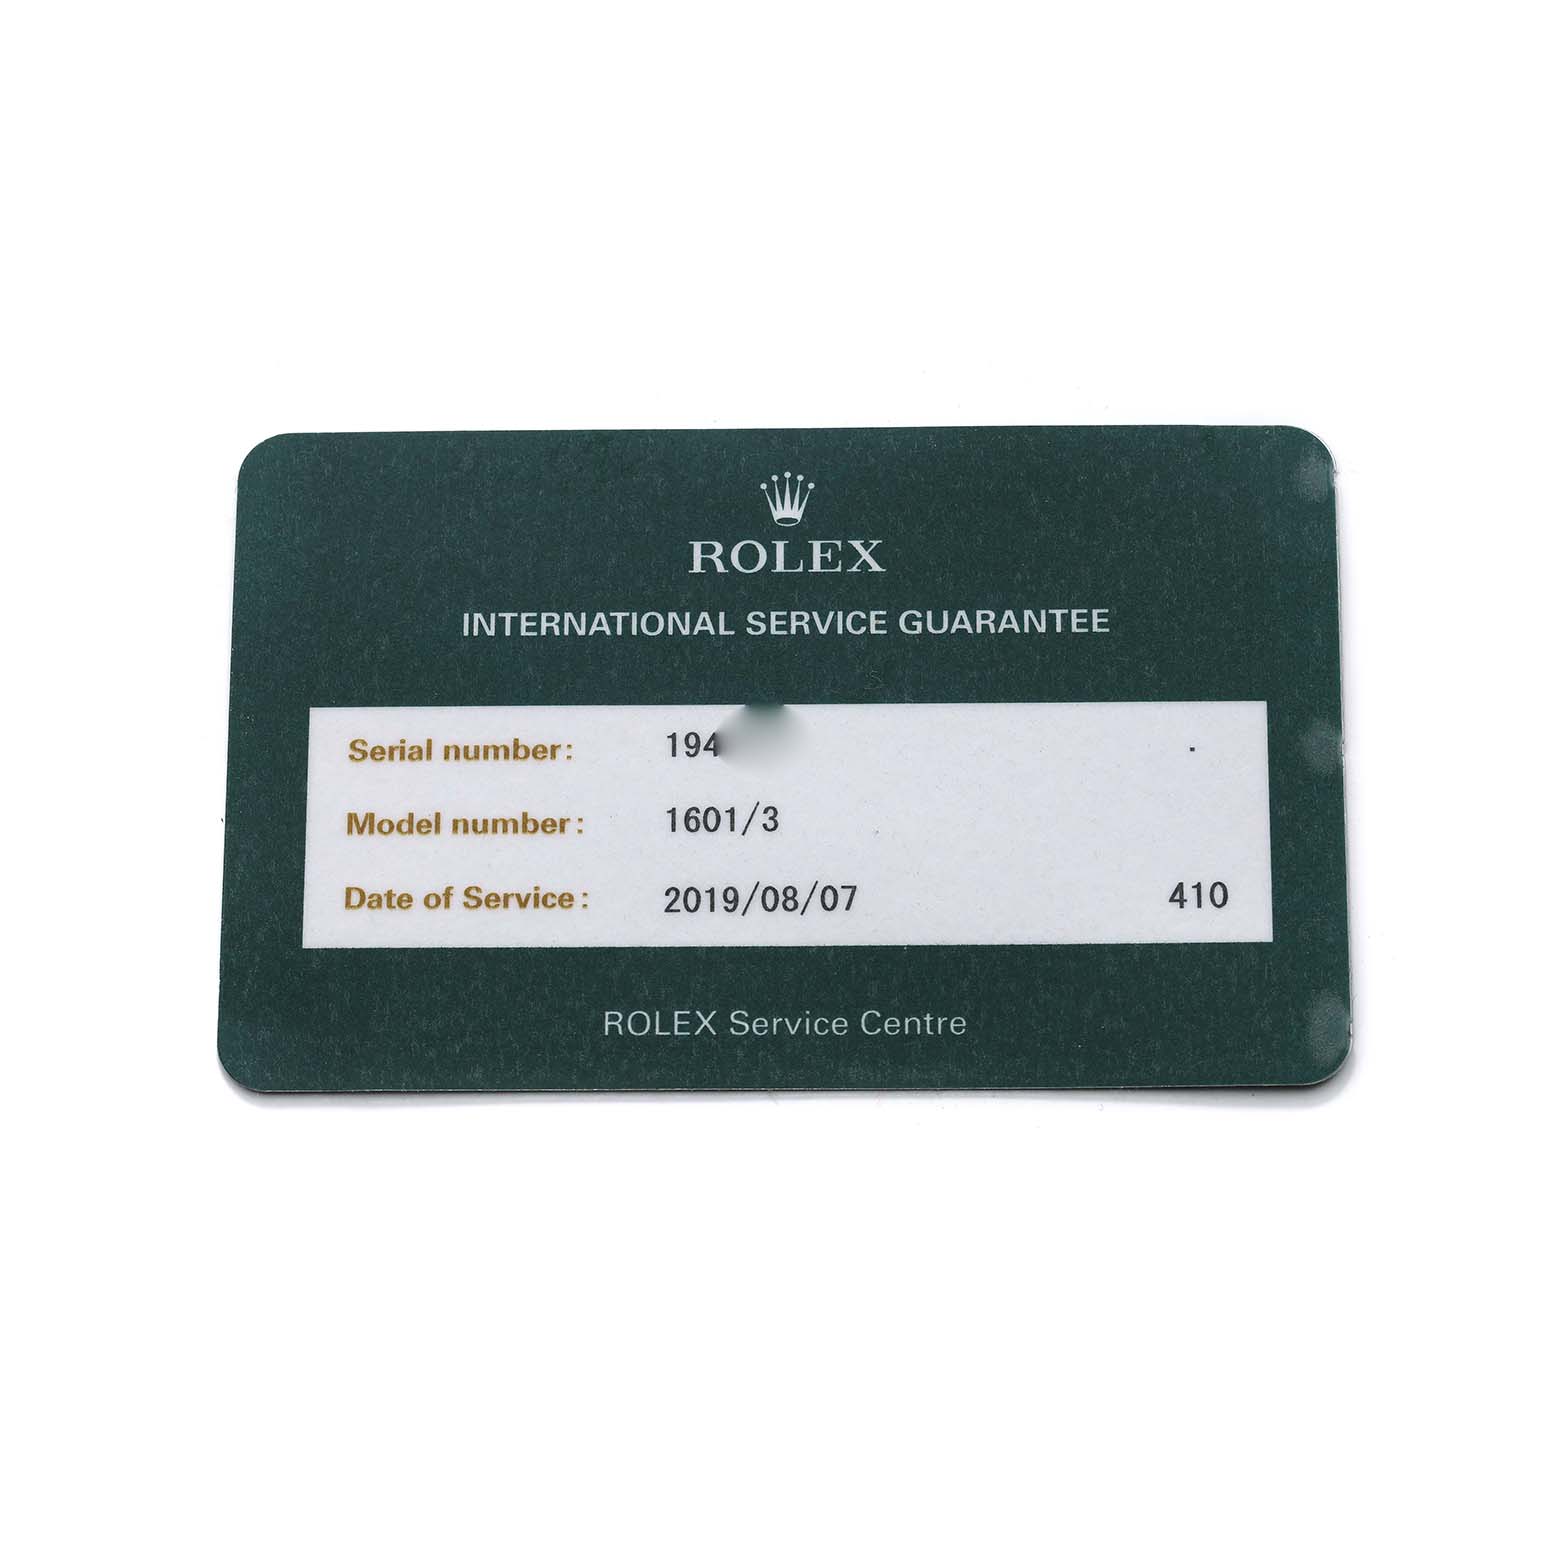 ROLEX
INTERNATIONAL SERVICE GUARANTEE
Serial number: 194
Model number: 1601/3
Date of Service: 2019/08/07 410
ROLEX Service Centre